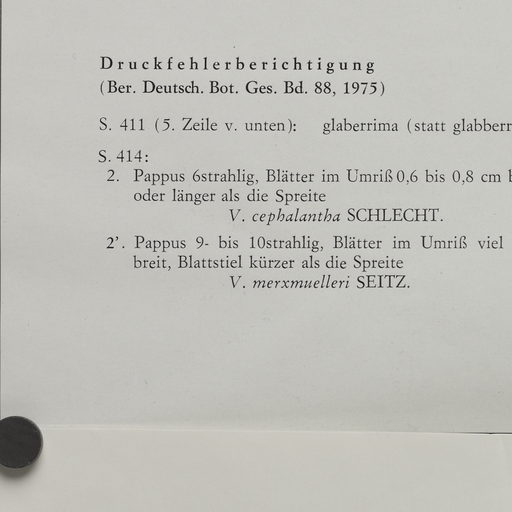 Druckfehlerberichtigung
(Ber. Deutsch. Bot. Ges. Bd. 88, 1975)
S. 411 (5. Zeile v. unten): glaberrima (statt
S. 414:
2. Pappus 6strahlig, Blätter im Umriß 0,6 bis 0,8 cm
oder länger als die Spreite
V. cephalantha SCHLECHT.
2'. Pappus 9- bis 10strahlig, Blätter im Umriß viel
breit, Blattstiel kürzer als die Spreite
V. merxmuelleri SEITZ.